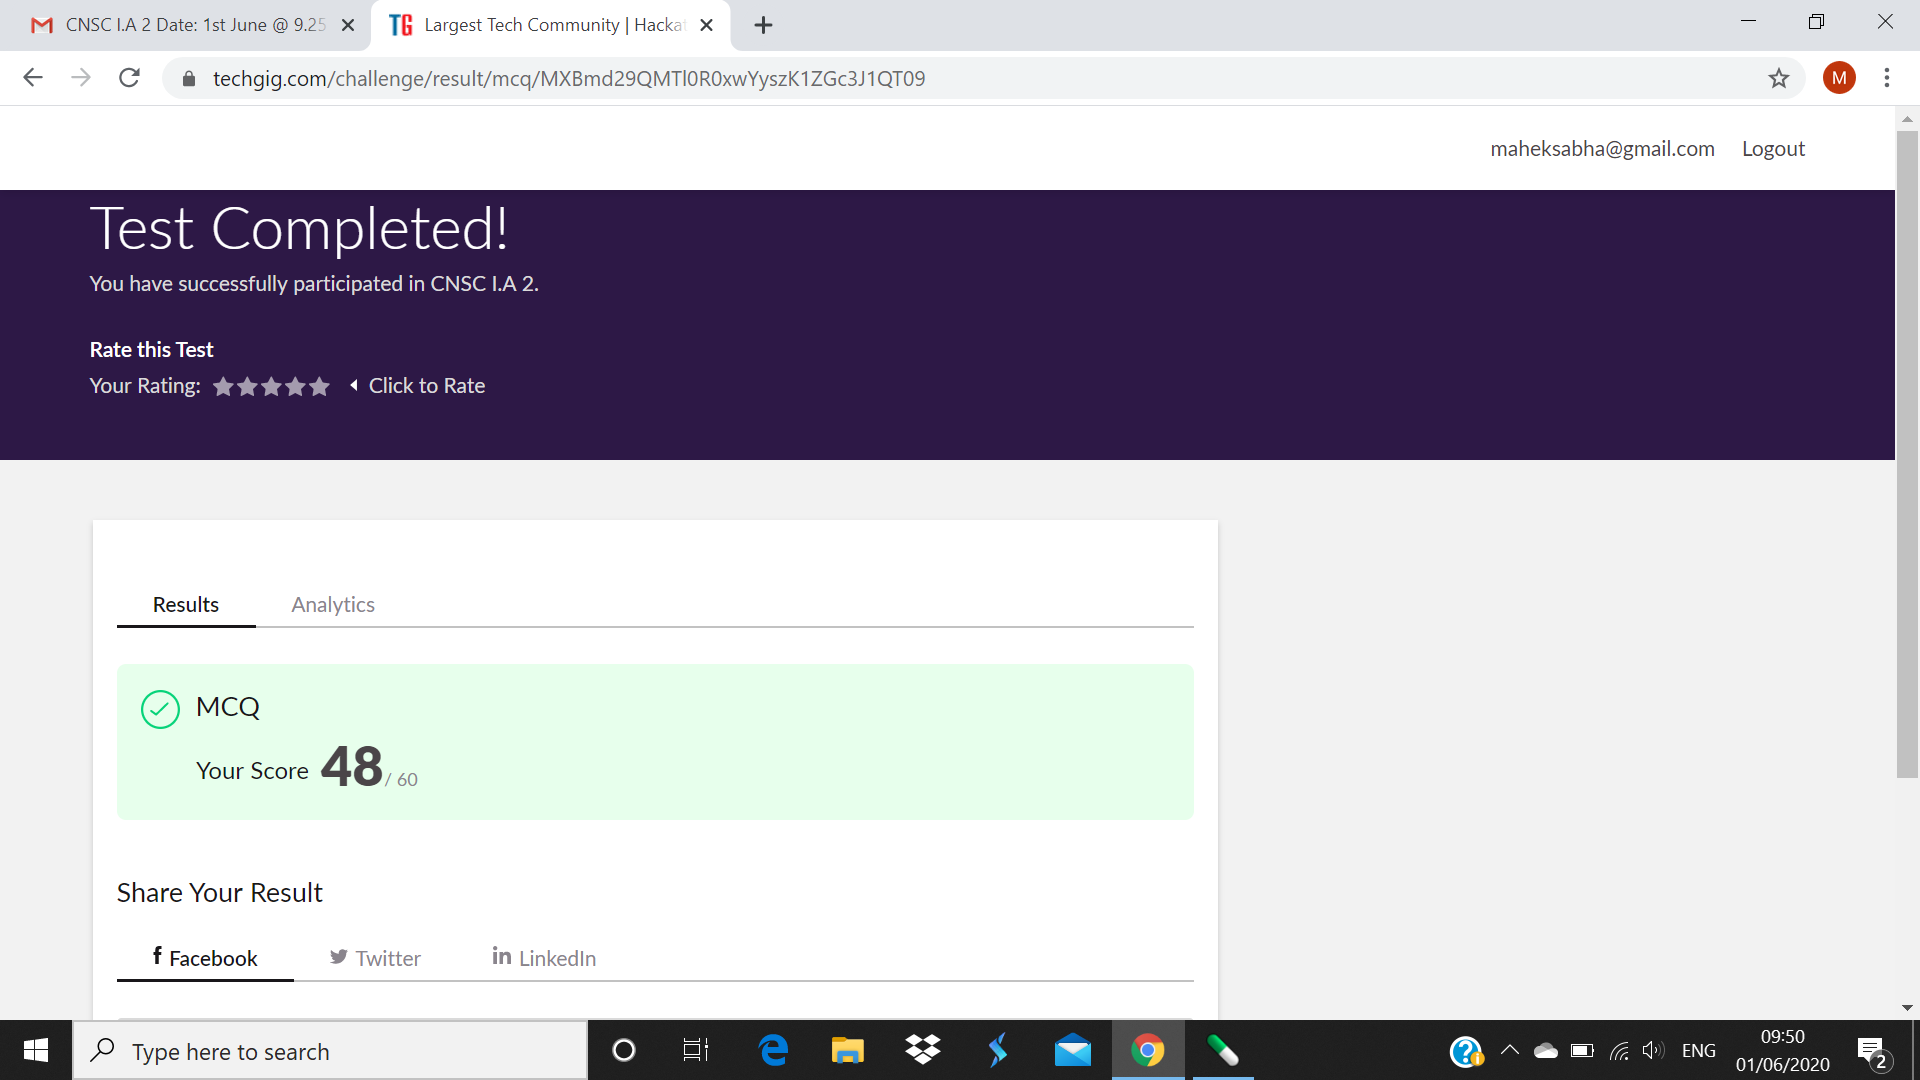 CNSC I.A 2 Date: 1st June @ 9.25
TG Largest Tech Community | Hacka
techgig.com/challenge/result/mcq/MXBmd29QMTl0R0xwYyszK1ZGc3J1QT09
M
maheksabha@gmail.com Logout
Test Completed!
You have successfully participated in CNSC I.A 2.
Rate this Test
Your Rating: Click to Rate
Results Analytics
MCQ
Your Score 48 / 60
Share Your Result
f Facebook Twitter in LinkedIn
Type here to search
ENG
09:50
01/06/2020
2